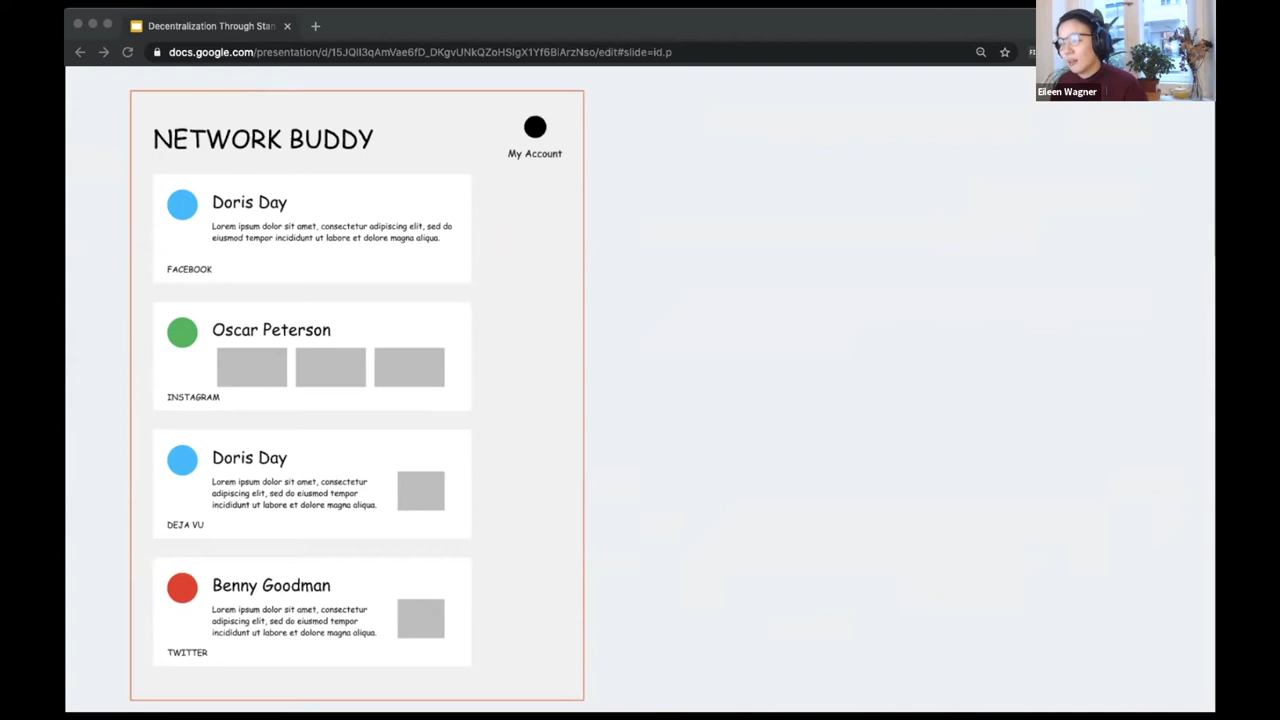 Decentralization Through Stan
docs.google.com/presentation/d/15JQlI3qAmVae6fD_DKgvUNkQZoHSIgX1Yf6BiArzNso/edit#slide=id.p
Eileen Wagner
NETWORK BUDDY
My Account
Doris Day
Lorem ipsum dolor sit amet, consectetur adipiscing elit, sed do
eiusmod tempor incididunt ut labore et dolore magna aliqua.
FACEBOOK
Oscar Peterson
INSTAGRAM
Doris Day
Lorem ipsum dolor sit amet, consectetur
adipiscing elit, sed do eiusmod tempor
incididunt ut labore et dolore magna aliqua.
DEJA VU
Benny Goodman
Lorem ipsum dolor sit amet, consectetur
adipiscing elit, sed do eiusmod tempor
incididunt ut labore et dolore magna aliqua.
TWITTER